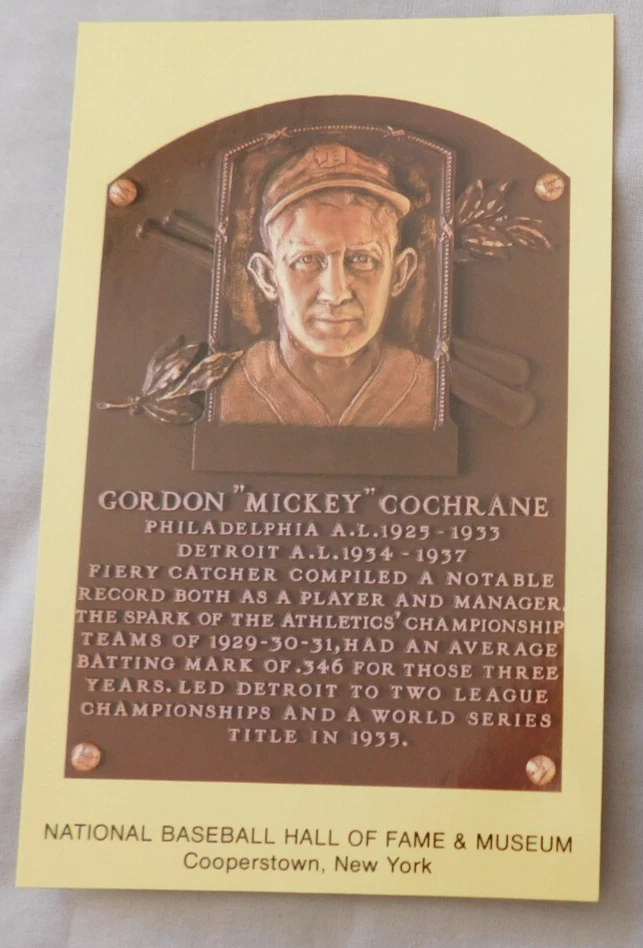 GORDON "MICKEY" COCHRANE
PHILADELPHIA A.L.1925-1933
DETROIT A.L.1934-1937
FIERY CATCHER COMPILED A NOTABLE
RECORD BOTH AS A PLAYER AND MANAGER.
THE SPARK OF THE ATHLETICS' CHAMPIONSHIP
TEAMS OF 1929-30-31, HAD AN AVERAGE
BATTING MARK OF .346 FOR THOSE THREE
YEARS. LED DETROIT TO TWO LEAGUE
CHAMPIONSHIPS AND A WORLD SERIES
TITLE IN 1935.
NATIONAL BASEBALL HALL OF FAME & MUSEUM
Cooperstown, New York